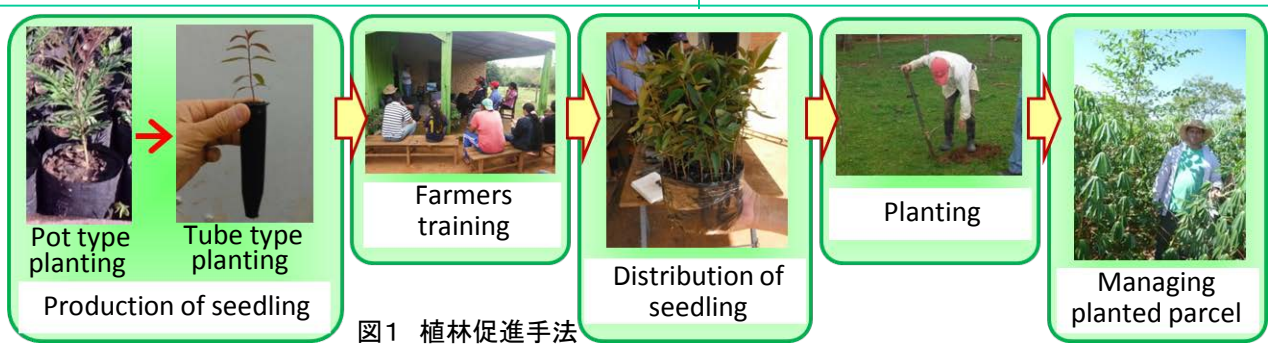 Pot type
planting
Tube type
planting
Production of seedling
Farmers
training
Distribution of
seedling
Planting
Managing
planted parcel
図1 植林促進手法